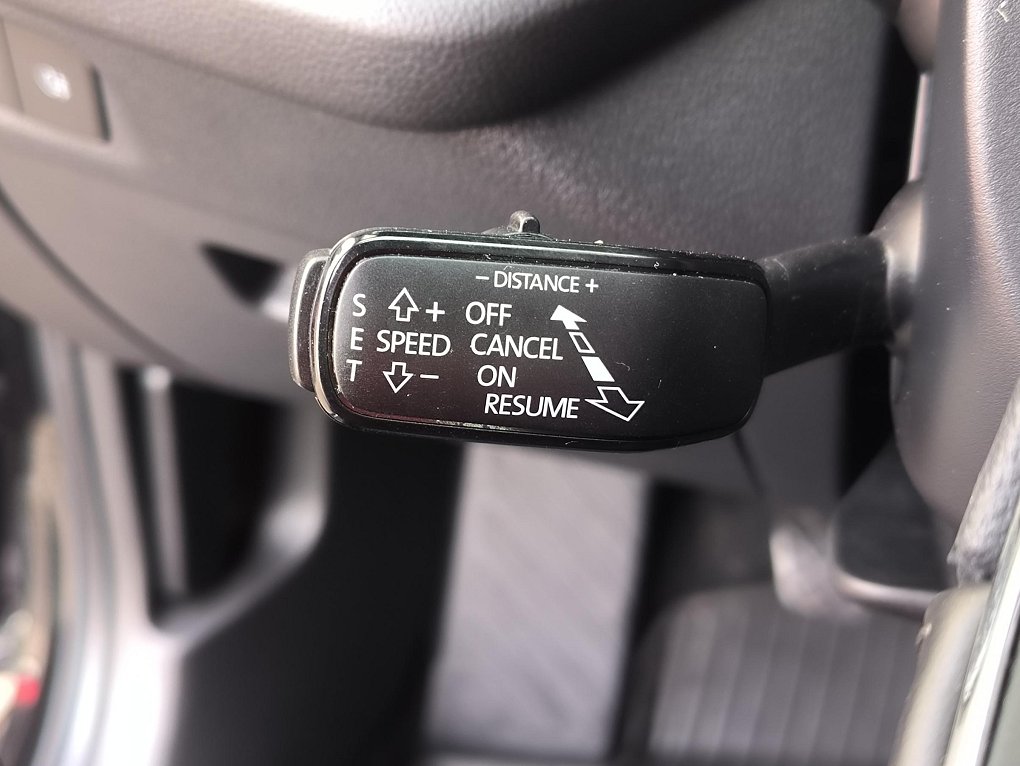 - DISTANCE +
S + OFF
E SPEED CANCEL
T - ON
RESUME